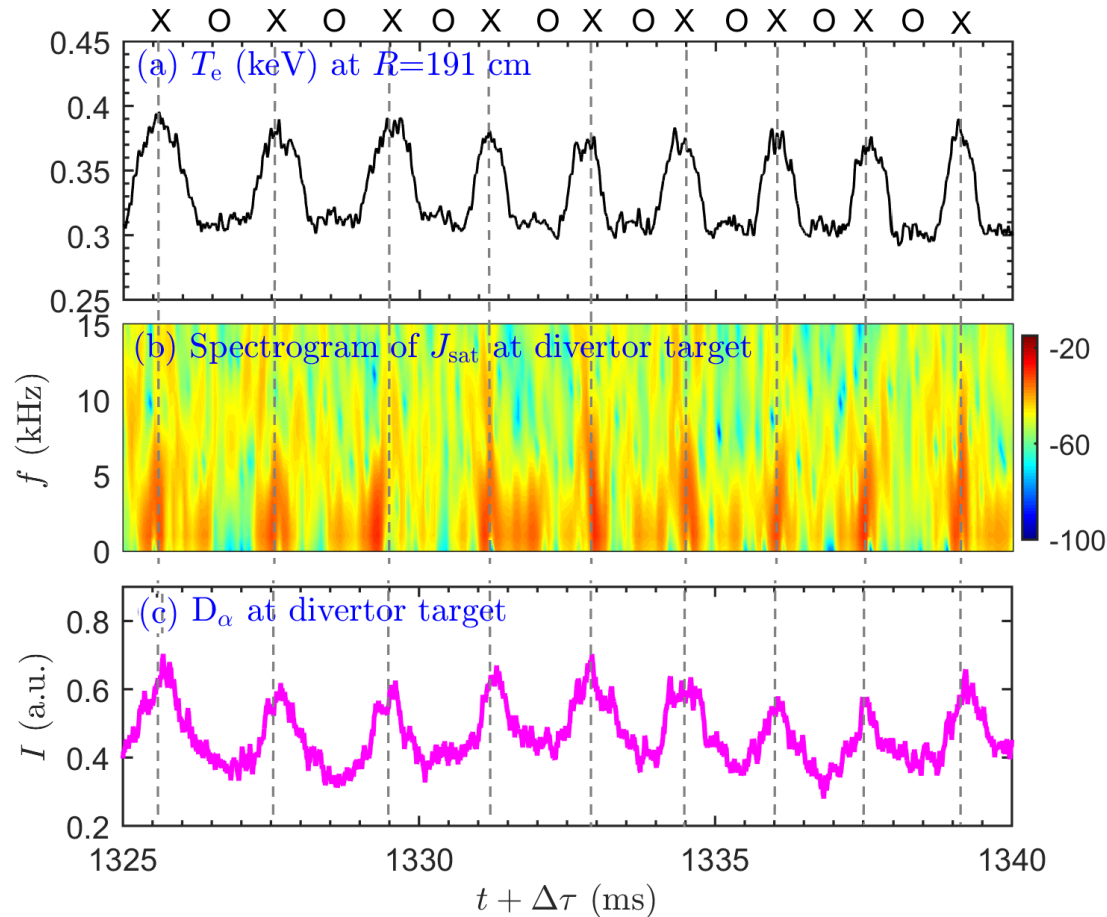 X O X O X O X O X O X O X O X O X
(a) Tₑ (keV) at R=191 cm
0.45
0.4
0.35
0.3
0.25
(b) Spectrogram of J_sat at divertor target
15
10
5
0
f (kHz)
-20
-60
-100
(c) D_α at divertor target
0.8
0.6
0.4
0.2
I (a.u.)
1325 1330 1335 1340
t + Δτ (ms)